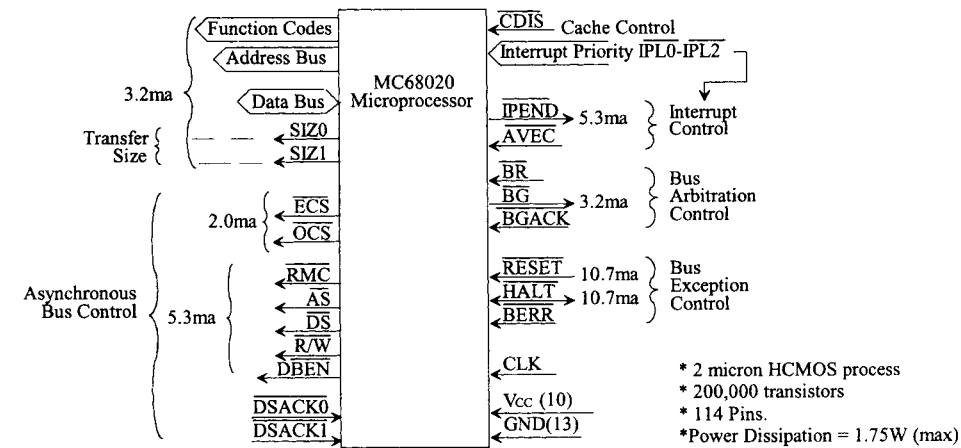 Function Codes
Address Bus
3.2ma
Data Bus
Transfer
Size
SIZ0
SIZ1
2.0ma
ECS
OCS
Asynchronous
Bus Control
5.3ma
RMC
AS
DS
R/W
DBEN
DSACK0
DSACK1
MC68020
Microprocessor
CDIS Cache Control
Interrupt Priority IPL0-IPL2
IPEND 5.3ma
AVEC
Interrupt
Control
BR
BG 3.2ma
BGACK
Bus
Arbitration
Control
RESET 10.7ma
HALT 10.7ma
BERR
Bus
Exception
Control
CLK
Vcc (10)
GND(13)
* 2 micron HCMOS process
* 200,000 transistors
* 114 Pins.
*Power Dissipation = 1.75W (max)